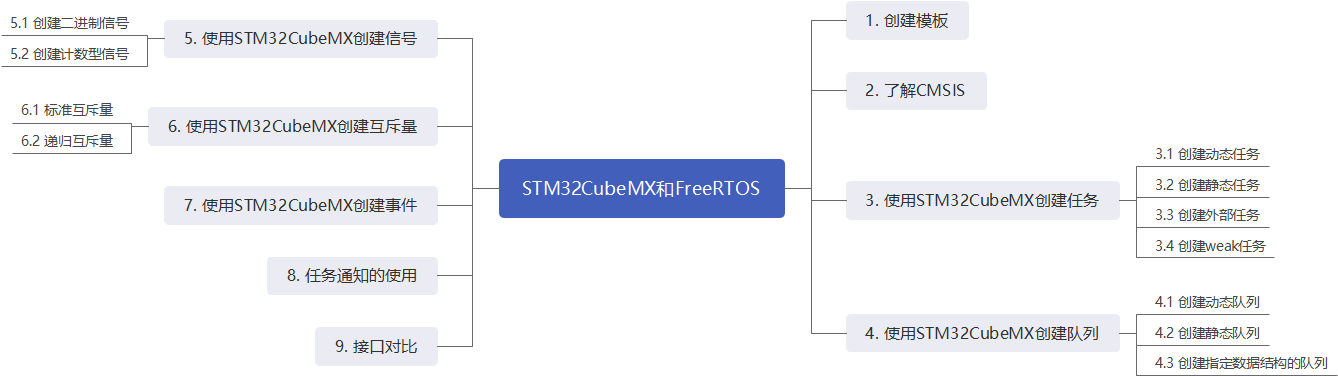 STM32CubeMX和FreeRTOS
1. 创建模板
2. 了解CMSIS
3. 使用STM32CubeMX创建任务
3.1 创建动态任务
3.2 创建静态任务
3.3 创建外部任务
3.4 创建weak任务
4. 使用STM32CubeMX创建队列
4.1 创建动态队列
4.2 创建静态队列
4.3 创建指定数据结构的队列
5. 使用STM32CubeMX创建信号
5.1 创建二进制信号
5.2 创建计数型信号
6. 使用STM32CubeMX创建互斥量
6.1 标准互斥量
6.2 递归互斥量
7. 使用STM32CubeMX创建事件
8. 任务通知的使用
9. 接口对比